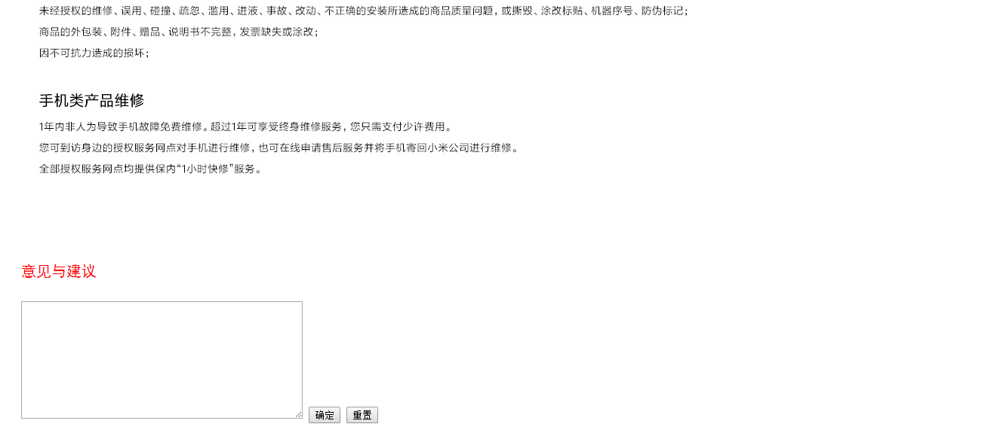 未经授权的维修、误用、碰撞、疏忽、滥用、进液、事故、改动、不正确的安装所造成的商品质量问题，或撕毁、涂改标贴、机器序号、防伪标记；
商品的外包装、附件、赠品、说明书不完整，发票缺失或涂改；
因不可抗力造成的损坏；
手机类产品维修
1年内非人为导致手机故障免费维修。超过1年可享受终身维修服务，您只需支付少许费用。
您可到访身边的授权服务网点对手机进行维修，也可在线申请售后服务并将手机寄回小米公司进行维修。
全部授权服务网点均提供保内“1小时快修”服务。
意见与建议
确定 重置